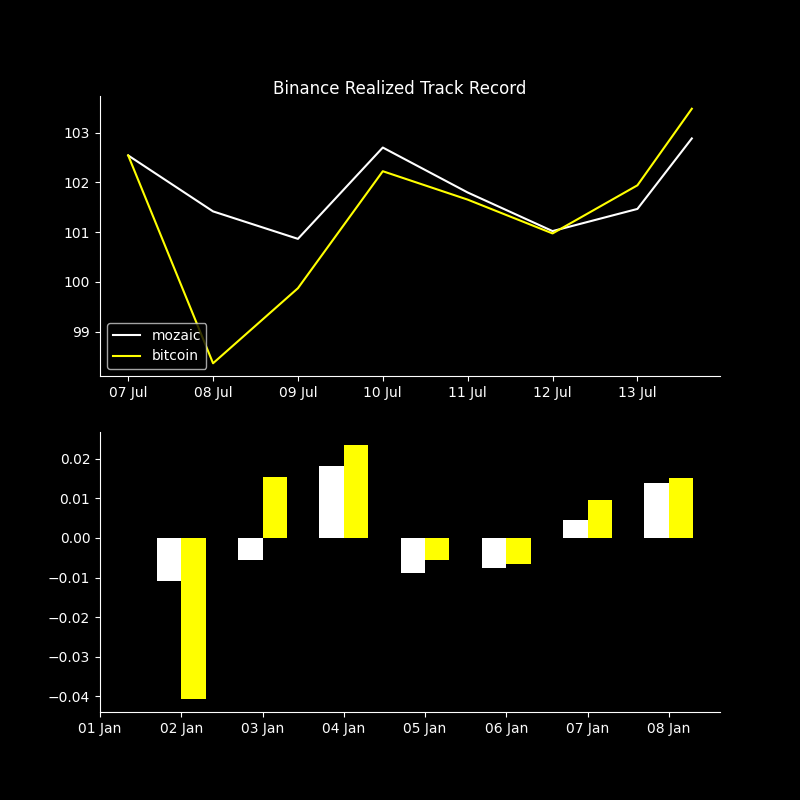 Binance Realized Track Record
103
102
101
100
99
mozaic
bitcoin
07 Jul 08 Jul 09 Jul 10 Jul 11 Jul 12 Jul 13 Jul
0.02
0.01
0.00
−0.01
−0.02
−0.03
−0.04
01 Jan 02 Jan 03 Jan 04 Jan 05 Jan 06 Jan 07 Jan 08 Jan